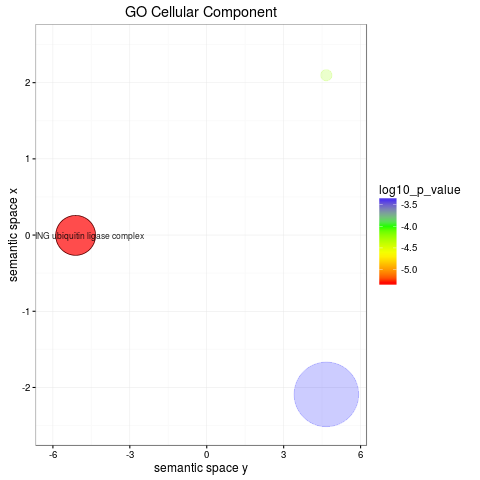 GO Cellular Component
semantic space x
2
1
0
-1
-2
ING ubiquitin ligase complex
-6
-3
0
3
6
semantic space y
log10_p_value
-3.5
-4.0
-4.5
-5.0